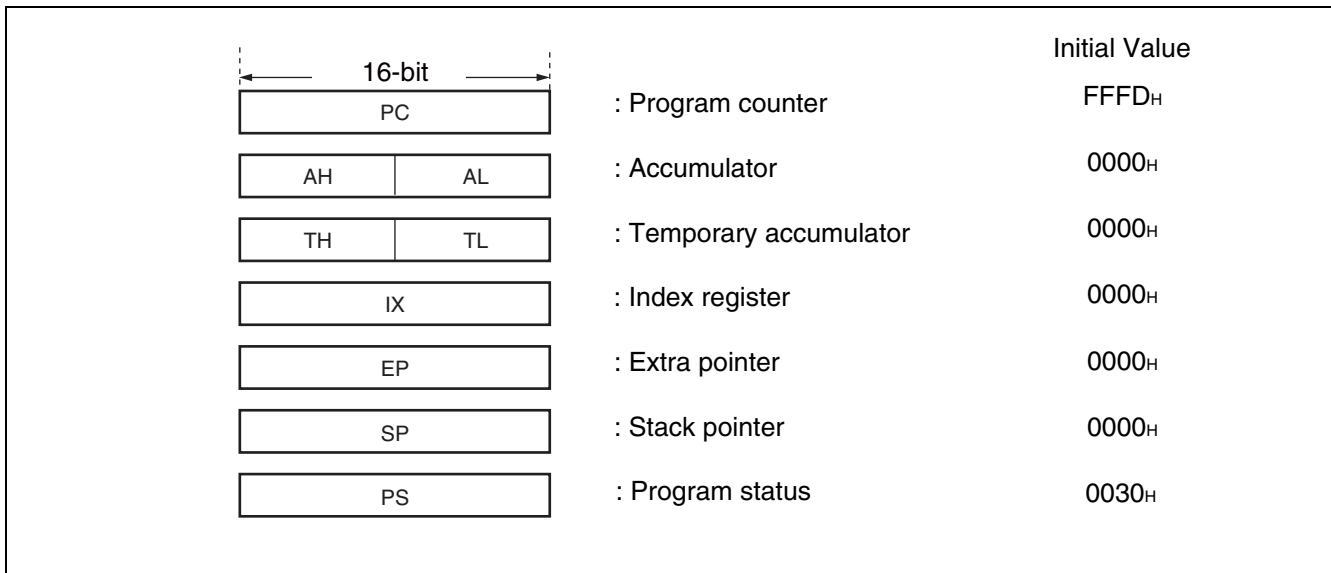 Initial Value
16-bit
PC : Program counter FFFDH
AH AL : Accumulator 0000H
TH TL : Temporary accumulator 0000H
IX : Index register 0000H
EP : Extra pointer 0000H
SP : Stack pointer 0000H
PS : Program status 0030H